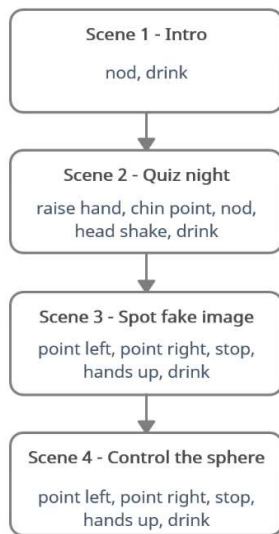 Scene 1 - Intro
nod, drink
Scene 2 - Quiz night
raise hand, chin point, nod,
head shake, drink
Scene 3 - Spot fake image
point left, point right, stop,
hands up, drink
Scene 4 - Control the sphere
point left, point right, stop,
hands up, drink